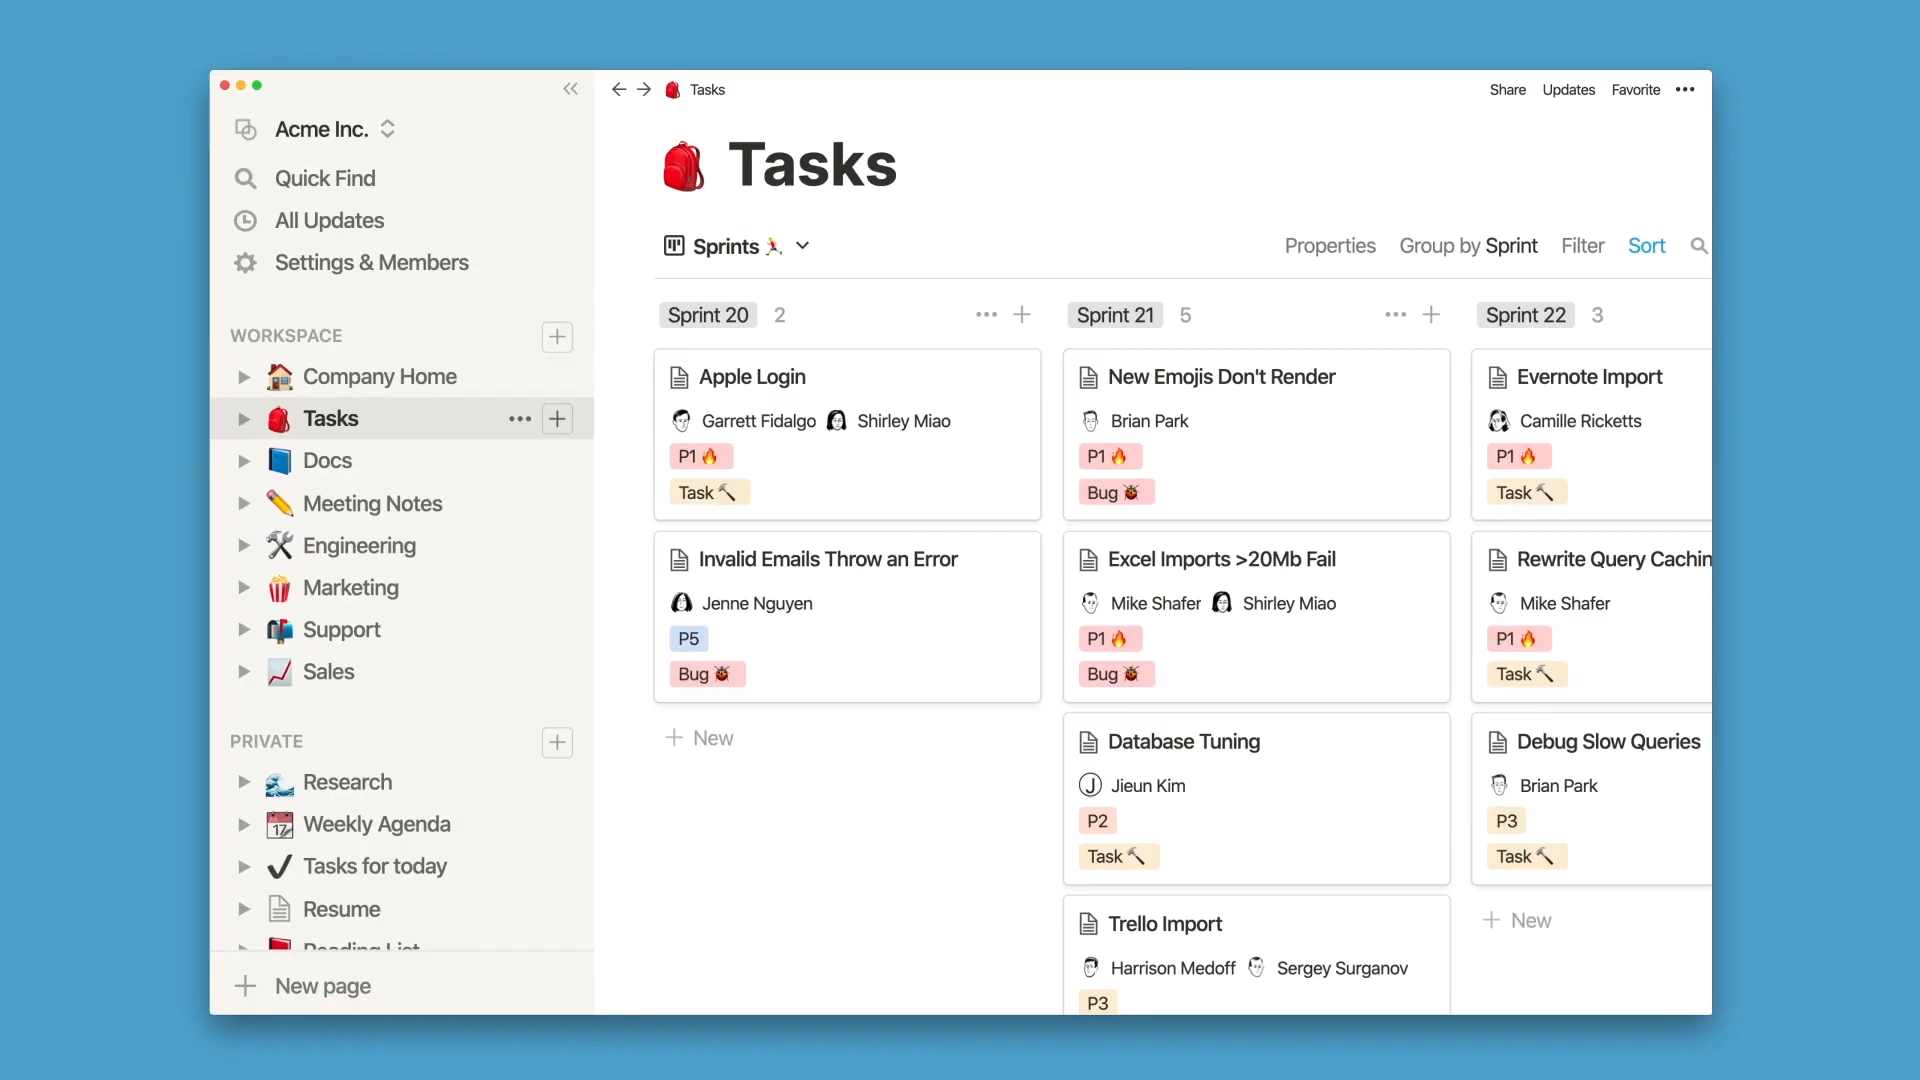 Acme Inc.
Quick Find
All Updates
Settings & Members
WORKSPACE
Company Home
Tasks
Docs
Meeting Notes
Engineering
Marketing
Support
Sales
PRIVATE
Research
17
Weekly Agenda
Tasks for today
Resume
Reading List
New page
Tasks
Share Updates Favorite
Tasks
Sprints
Properties Group by Sprint Filter Sort
Sprint 20 2
Apple Login
Garrett Fidalgo Shirley Miao
P1
Task
Invalid Emails Throw an Error
Jenne Nguyen
P5
Bug
New
Sprint 21 5
New Emojis Don't Render
Brian Park
P1
Bug
Excel Imports >20Mb Fail
Mike Shafer Shirley Miao
P1
Bug
Database Tuning
J Jieun Kim
P2
Task
Trello Import
Harrison Medoff Sergey Surganov
P3
Sprint 22 3
Evernote Import
Camille Ricketts
P1
Task
Rewrite Query Cachin
Mike Shafer
P1
Task
Debug Slow Queries
Brian Park
P3
Task
New